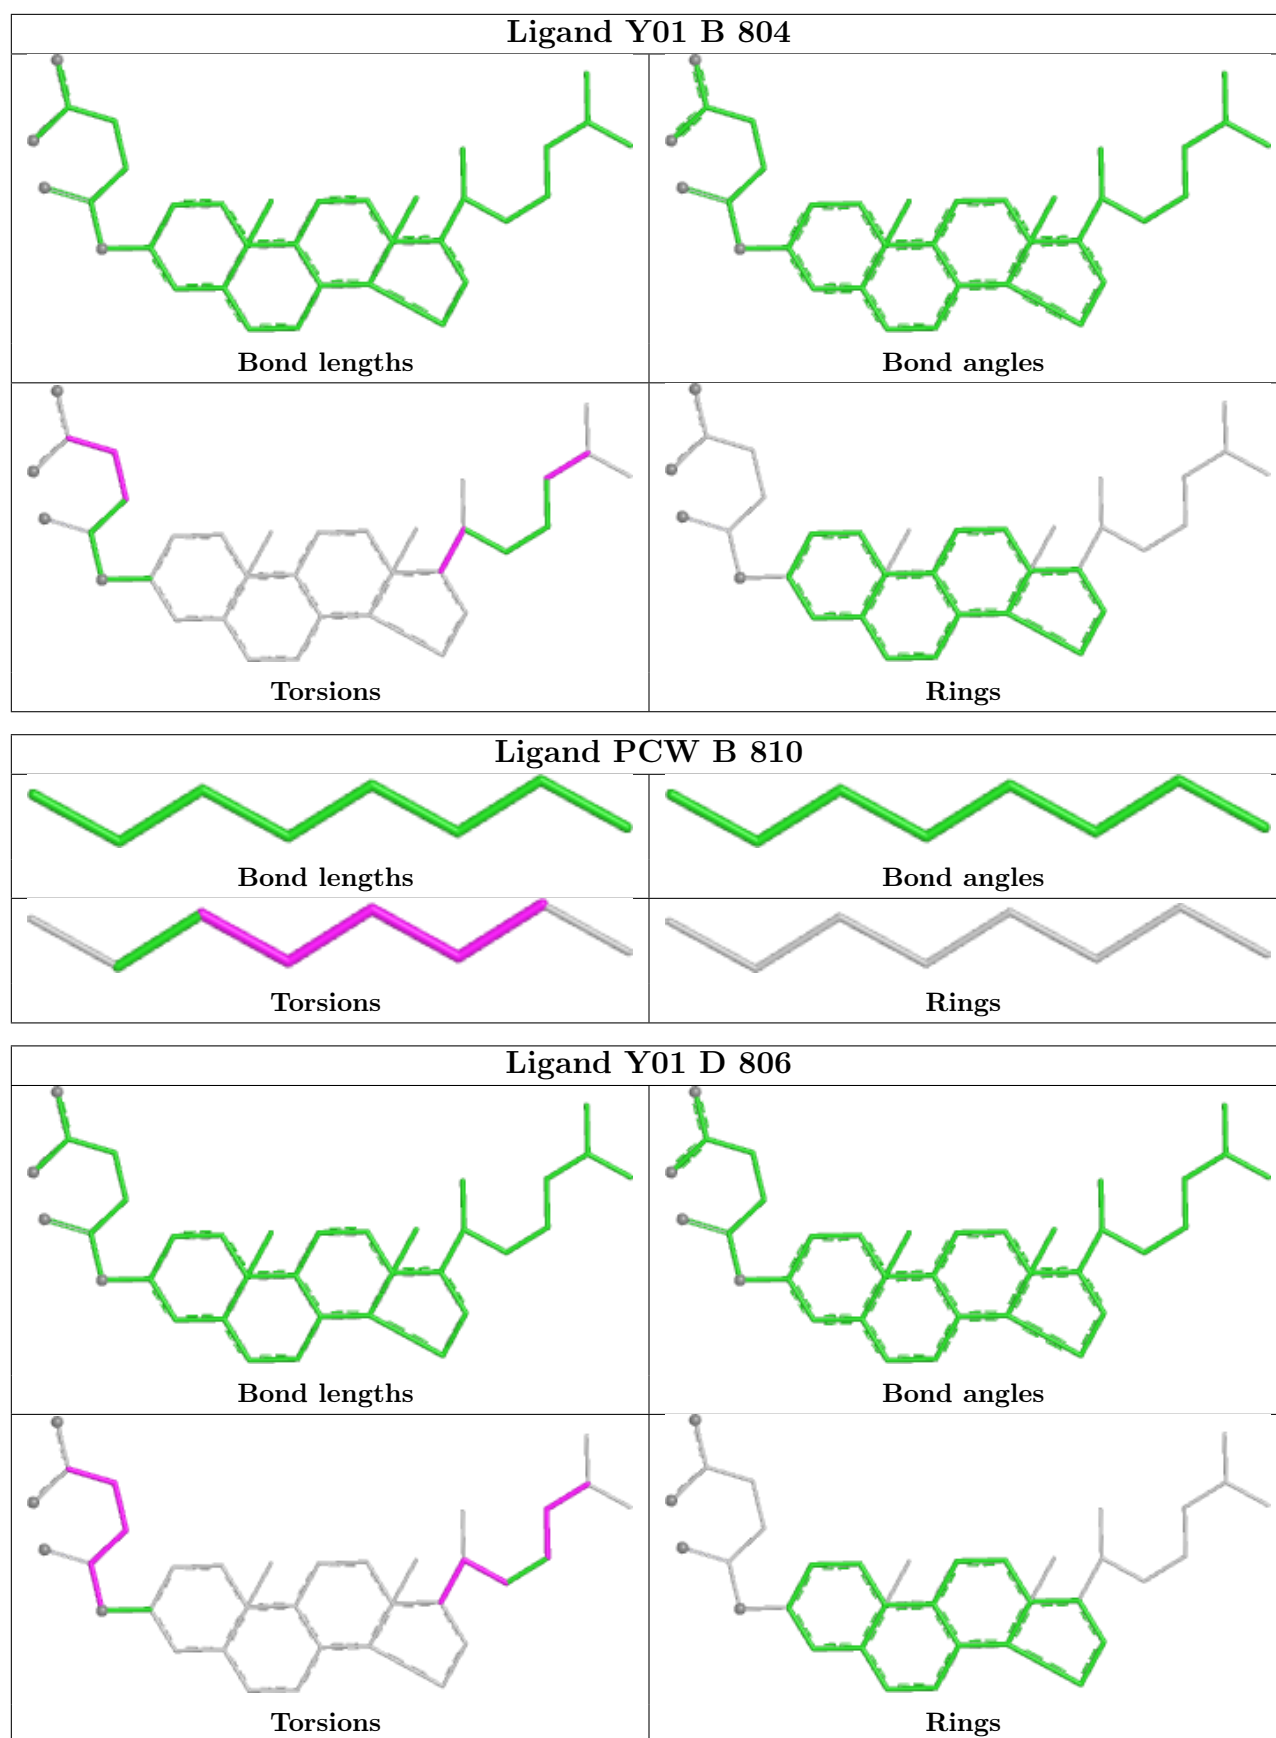 Ligand Y01 B 804
Bond lengths
Bond angles
Torsions
Rings
Ligand PCW B 810
Bond lengths
Bond angles
Torsions
Rings
Ligand Y01 D 806
Bond lengths
Bond angles
Torsions
Rings